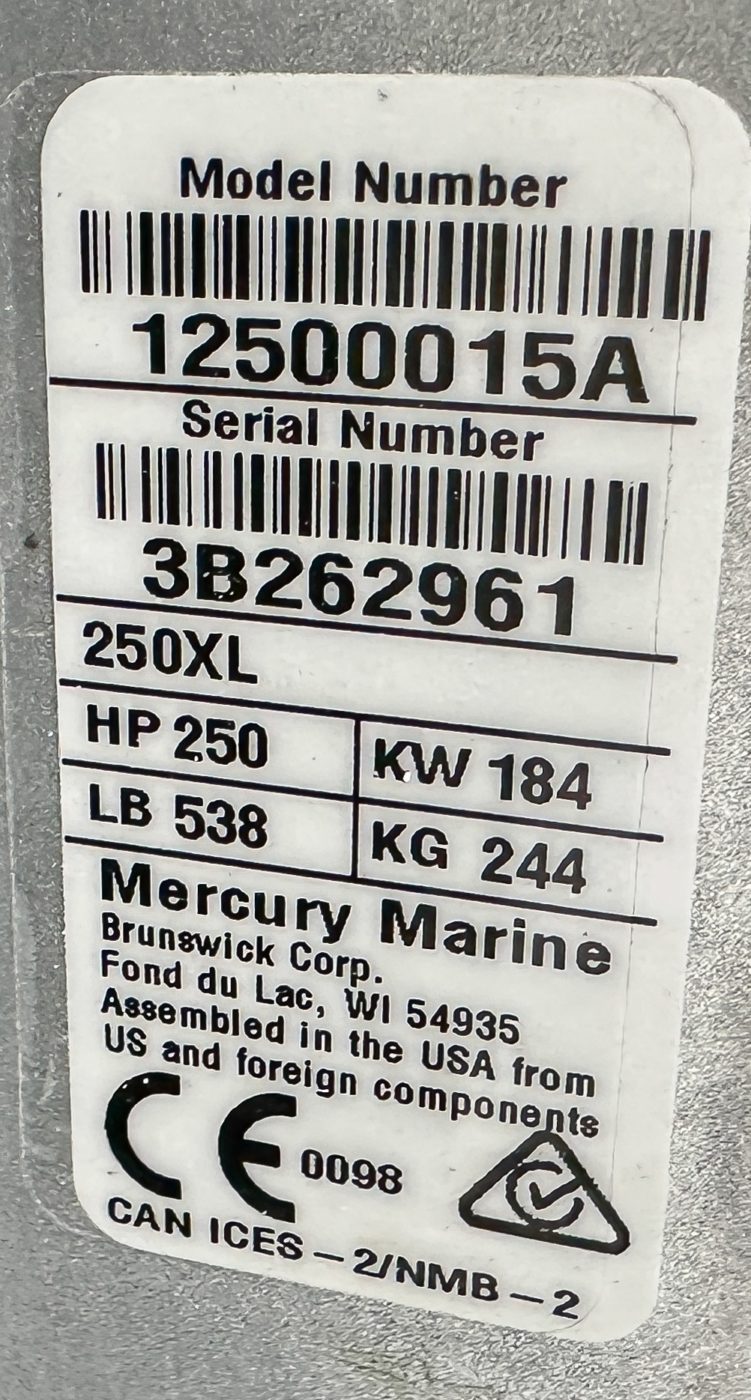 Model Number
12500015A
Serial Number
3B262961
250XL
HP 250 KW 184
LB 538 KG 244
Mercury Marine
Brunswick Corp.
Fond du Lac, WI 54935
Assembled in the USA from
US and foreign components
CE 0098
CAN ICES – 2/NMB – 2